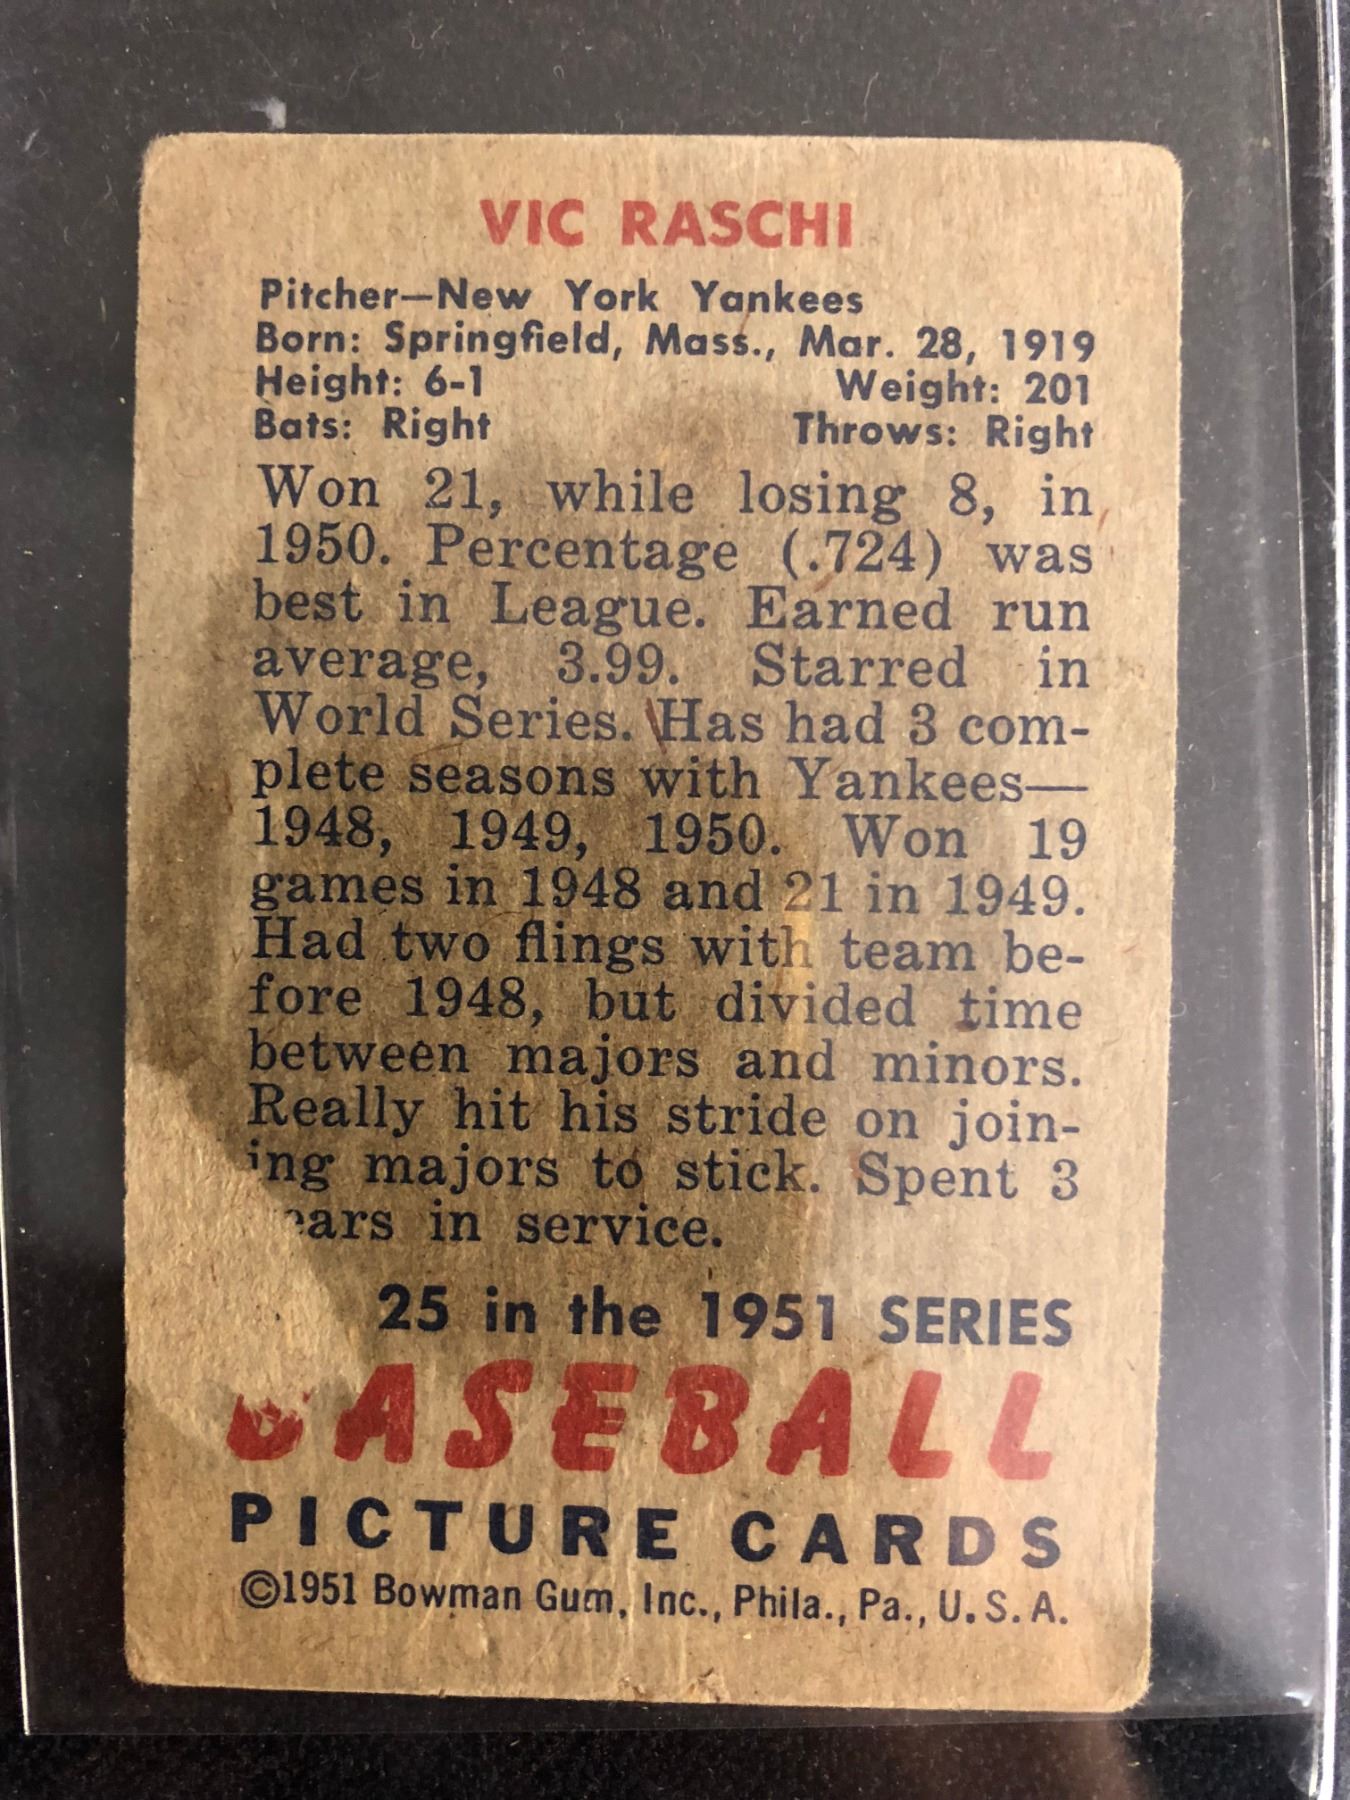 VIC RASCHI
Pitcher—New York Yankees
Born: Springfield, Mass., Mar. 28, 1919
Height: 6-1 Weight: 201
Bats: Right Throws: Right
Won 21, while losing 8, in
1950. Percentage (.724) was
best in League. Earned run
average, 3.99. Starred in
World Series. Has had 3 com-
plete seasons with Yankees—
1948, 1949, 1950. Won 19
games in 1948 and 21 in 1949.
Had two flings with team be-
fore 1948, but divided time
between majors and minors.
Really hit his stride on join-
ing majors to stick. Spent 3
ears in service.
25 in the 1951 SERIES
BASEBALL
PICTURE CARDS
©1951 Bowman Gum, Inc., Phila., Pa., U.S.A.